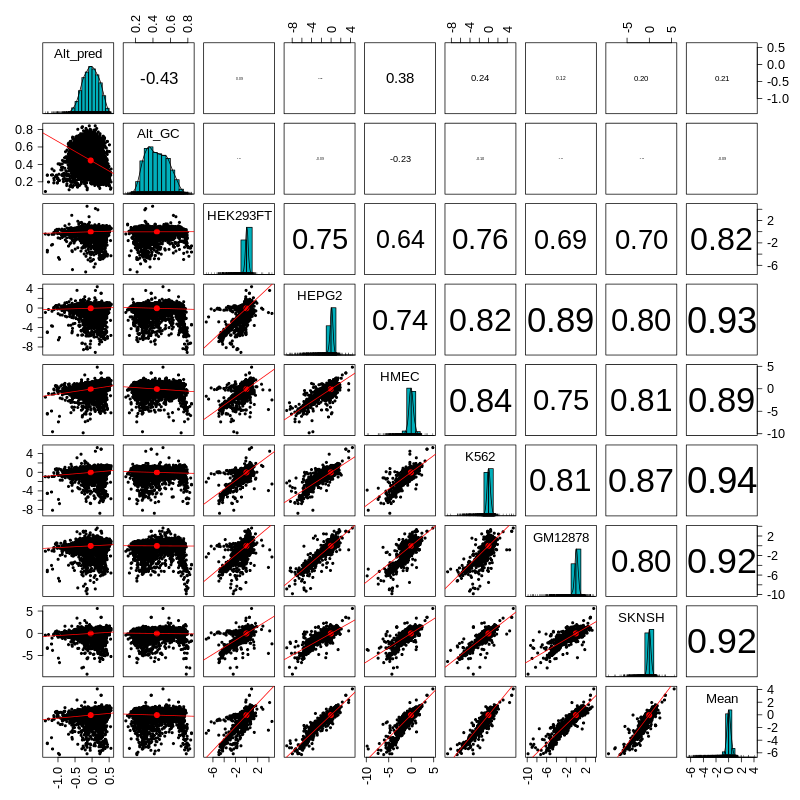 0.2 0.4 0.6 0.8 -8 -4 0 4 -8 -4 0 4 -5 0 5
Alt_pred -0.43 0.38 0.24 0.12 0.20 0.21 0.5 0.0 -1.0
0.8 0.6 0.4 0.2 Alt_GC -0.23
HEK293FT 0.75 0.64 0.76 0.69 0.70 0.82 2 -2 -6
4 0 -4 -8 HEPG2 0.74 0.82 0.89 0.80 0.93
HMEC 0.84 0.75 0.81 0.89 5 0 -5 -10
4 0 -4 -8 K562 0.81 0.87 0.94
GM12878 0.80 0.92 2 -2 -6 -10
5 0 -5 SKNSH 0.92
Mean 4 2 0 -2 -4 -6
-1.0 0.0 0.5 -6 -2 2 -10 -5 0 5 -10 -6 -2 2 -6 -4 -2 0 2 4